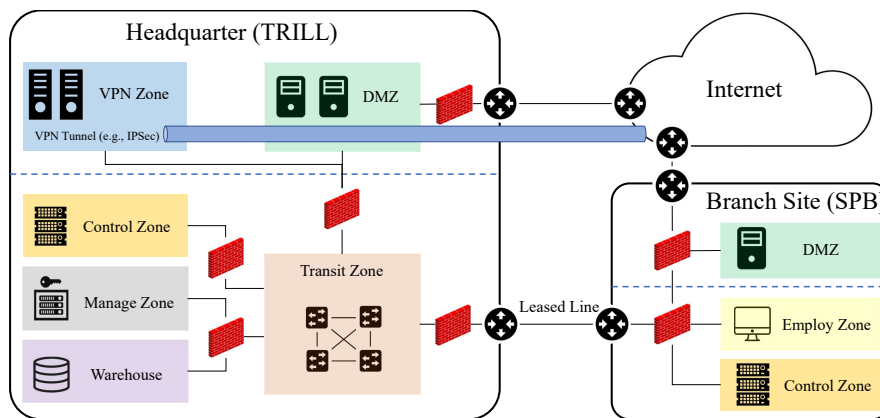 Headquarter (TRILL)
VPN Zone
VPN Tunnel (e.g., IPSec)
DMZ
Internet
Control Zone
Manage Zone
Warehouse
Transit Zone
Leased Line
Branch Site (SPB)
DMZ
Employ Zone
Control Zone